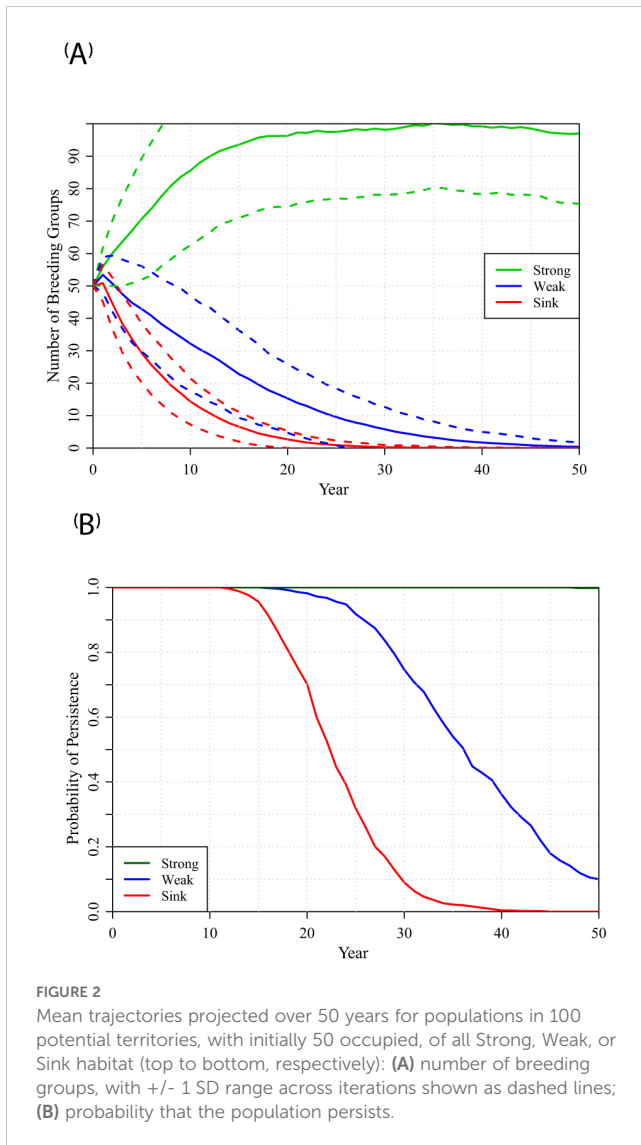 (A)
Number of Breeding Groups
90
80
70
60
50
40
30
20
10
0
Strong
Weak
Sink
0 10 20 30 40 50
Year
(B)
Probability of Persistence
1.0
0.8
0.6
0.4
0.2
0.0
Strong
Weak
Sink
0 10 20 30 40 50
Year
FIGURE 2
Mean trajectories projected over 50 years for populations in 100
potential territories, with initially 50 occupied, of all Strong, Weak, or
Sink habitat (top to bottom, respectively): (A) number of breeding
groups, with +/- 1 SD range across iterations shown as dashed lines;
(B) probability that the population persists.